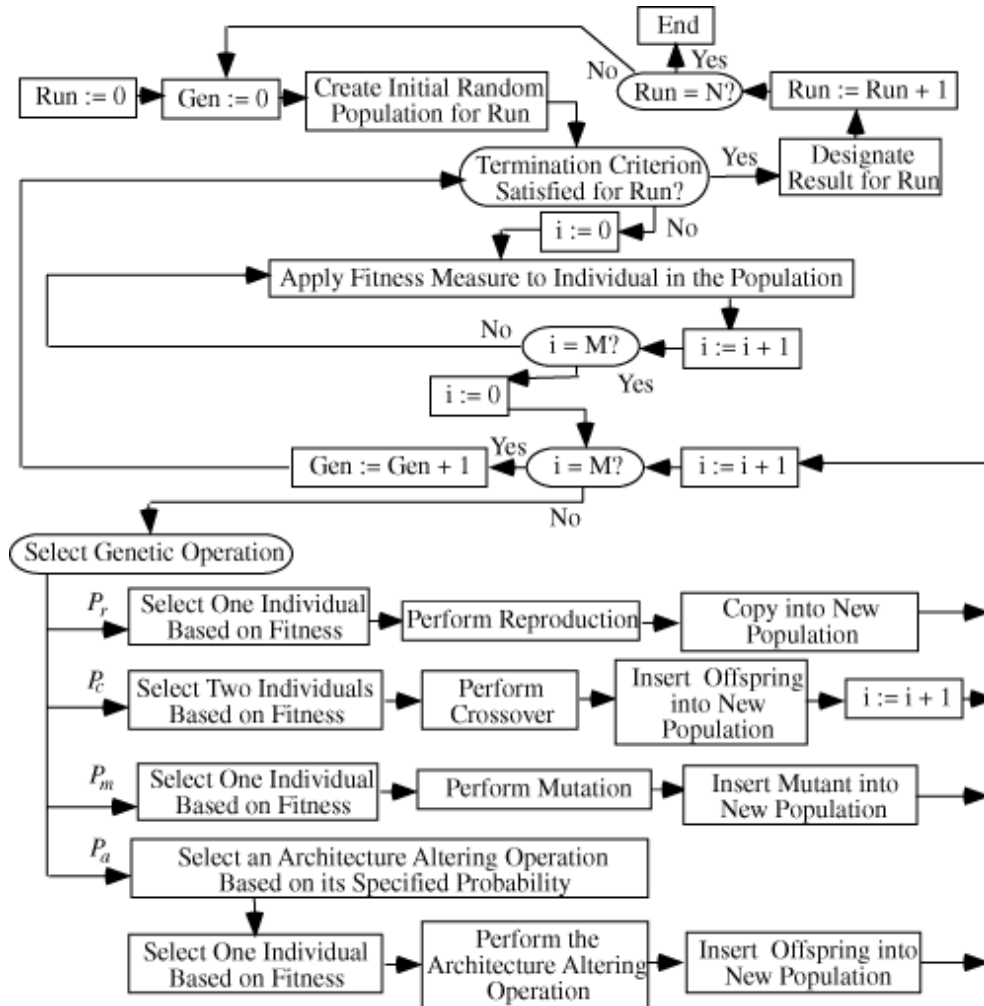 End
No
Yes
Run := 0
Gen := 0
Create Initial Random
Population for Run
Run = N?
Run := Run + 1
Termination Criterion
Satisfied for Run?
Yes
Designate
Result for Run
i := 0
No
Apply Fitness Measure to Individual in the Population
No
i = M?
i := i + 1
Yes
i := 0
Gen := Gen + 1
Yes
i = M?
i := i + 1
No
Select Genetic Operation
Pr
Select One Individual
Based on Fitness
Perform Reproduction
Copy into New
Population
Pc
Select Two Individuals
Based on Fitness
Perform
Crossover
Insert Offspring
into New
Population
i := i + 1
Pm
Select One Individual
Based on Fitness
Perform Mutation
Insert Mutant into
New Population
Pa
Select an Architecture Altering Operation
Based on its Specified Probability
Select One Individual
Based on Fitness
Perform the
Architecture Altering
Operation
Insert Offspring into
New Population